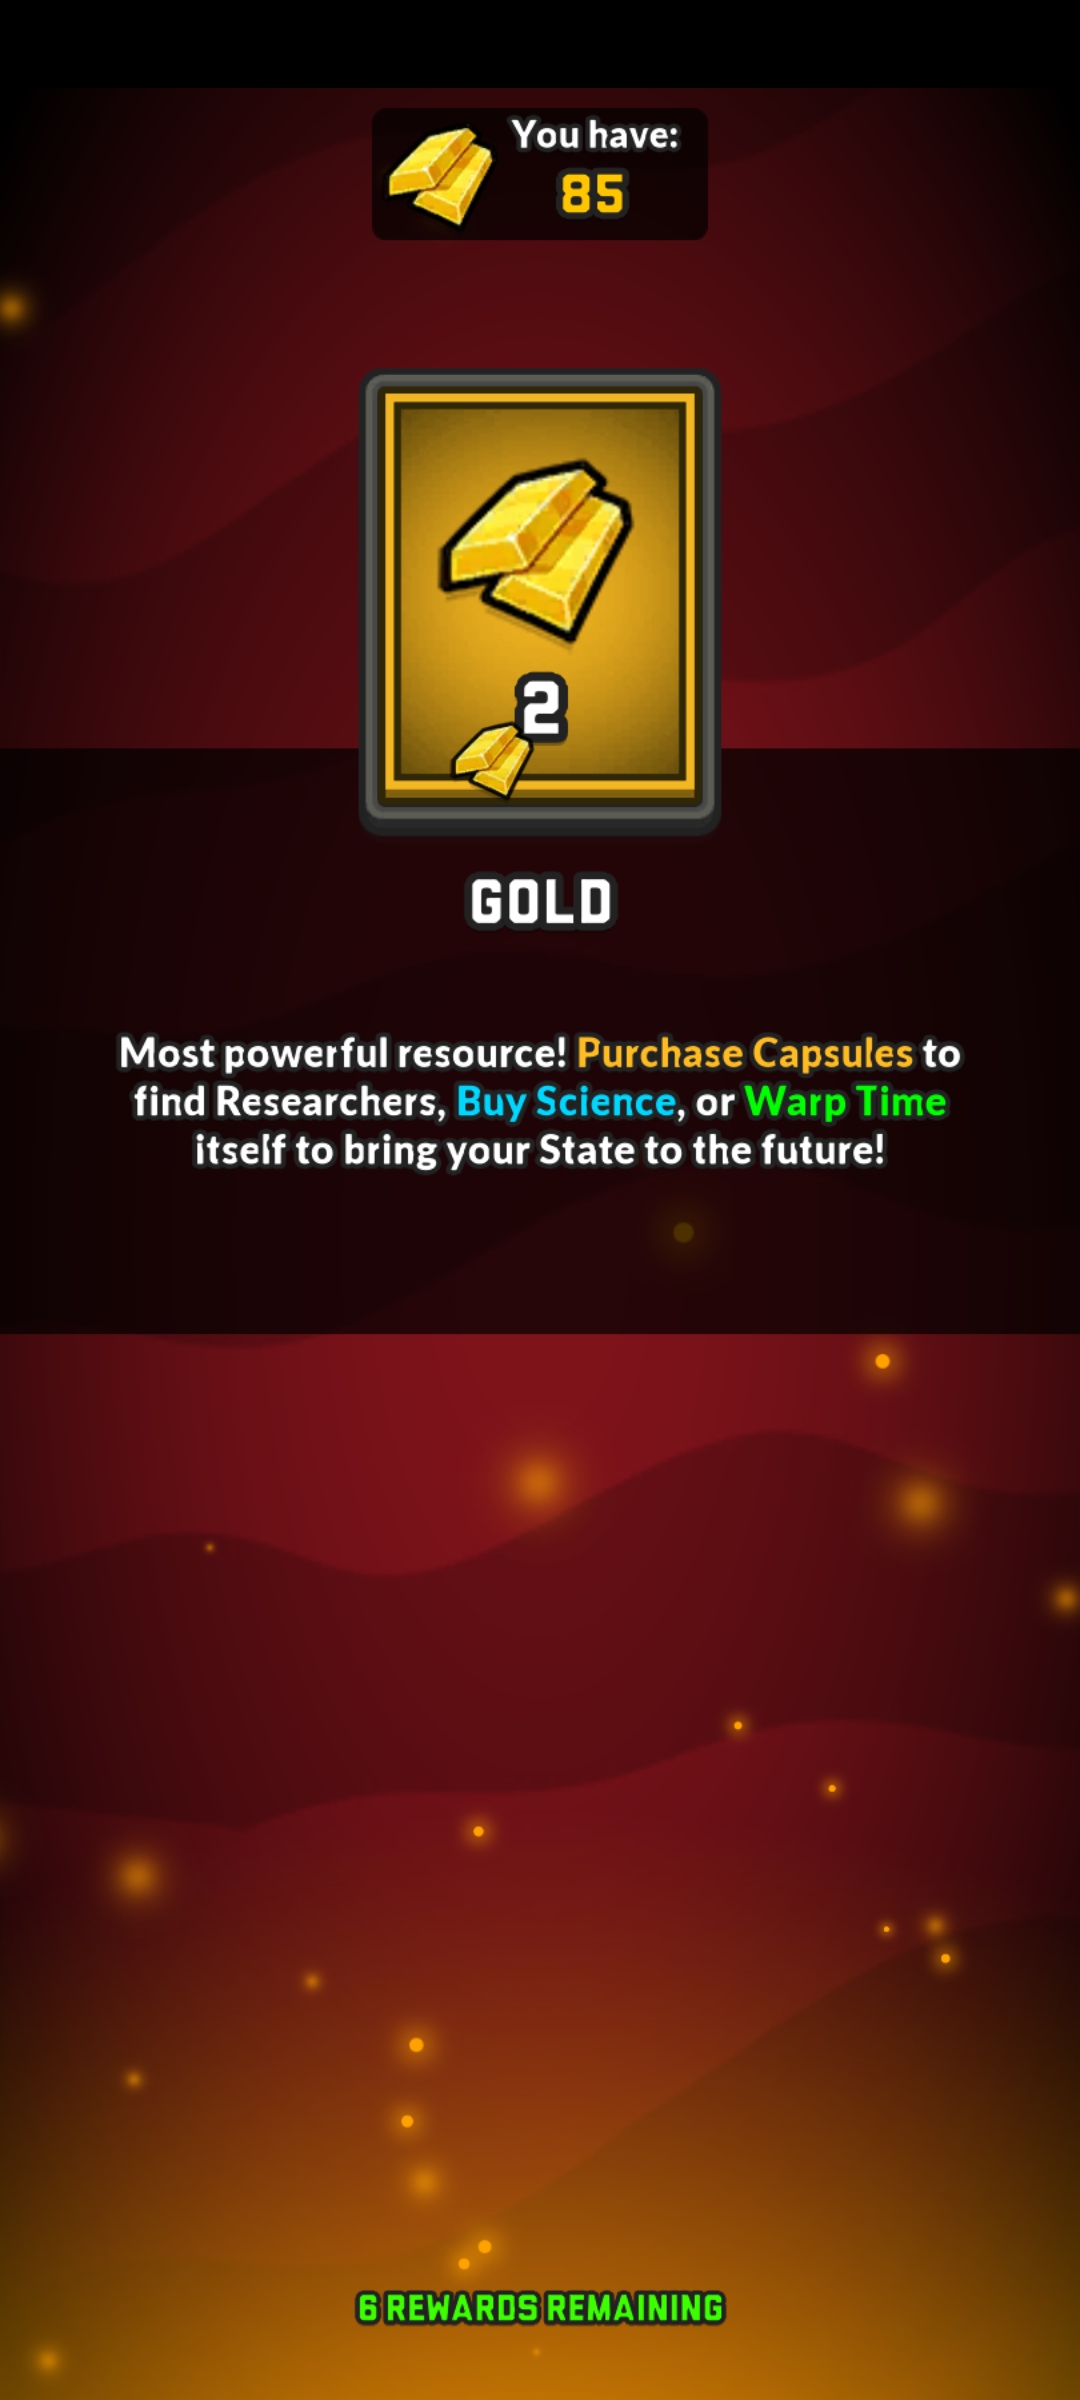 You have:
85
2
GOLD
Most powerful resource! Purchase Capsules to
find Researchers, Buy Science, or Warp Time
itself to bring your State to the future!
6 REWARDS REMAINING